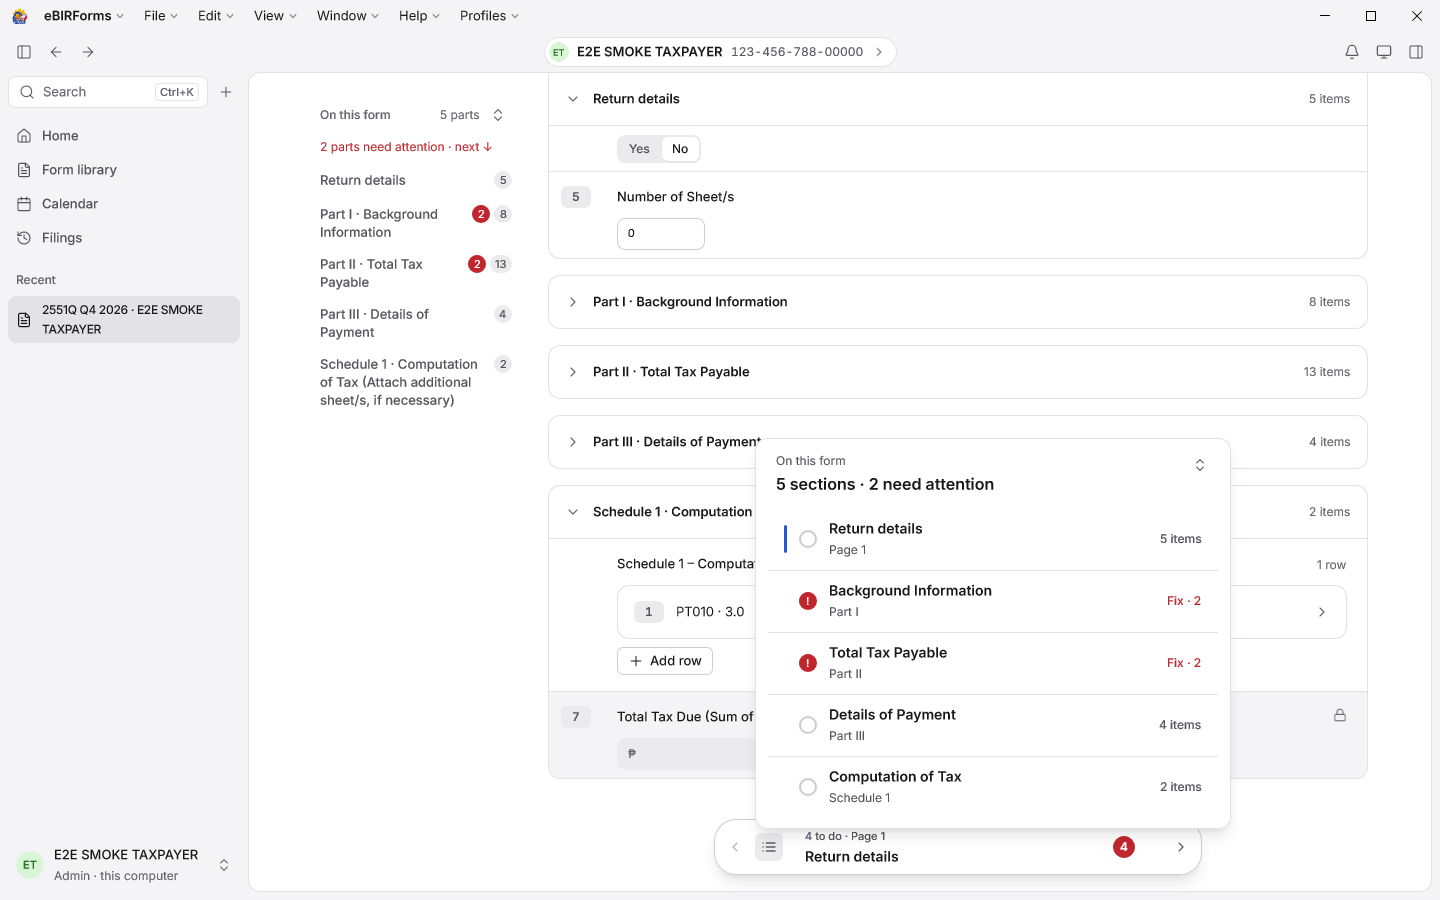 eBIRForms File Edit View Window Help Profiles
ET E2E SMOKE TAXPAYER 123-456-788-00000
Search Ctrl+K
Home
Form library
Calendar
Filings
Recent
2551Q Q4 2026 · E2E SMOKE
TAXPAYER
ET E2E SMOKE TAXPAYER
Admin · this computer
On this form 5 parts
2 parts need attention · next ↓
Return details 5
Part I · Background 2 8
Information
Part II · Total Tax 2 13
Payable
Part III · Details of 4
Payment
Schedule 1 · Computation 2
of Tax (Attach additional
sheet/s, if necessary)
Return details 5 items
Yes No
5 Number of Sheet/s
0
Part I · Background Information 8 items
Part II · Total Tax Payable 13 items
Part III · Details of Payment 4 items
Schedule 1 · Computation 2 items
Schedule 1 – Computa 1 row
1 PT010 · 3.0
+ Add row
7 Total Tax Due (Sum of
₱
On this form
5 sections · 2 need attention
Return details 5 items
Page 1
! Background Information Fix · 2
Part I
! Total Tax Payable Fix · 2
Part II
Details of Payment 4 items
Part III
Computation of Tax 2 items
Schedule 1
4 to do · Page 1
Return details 4